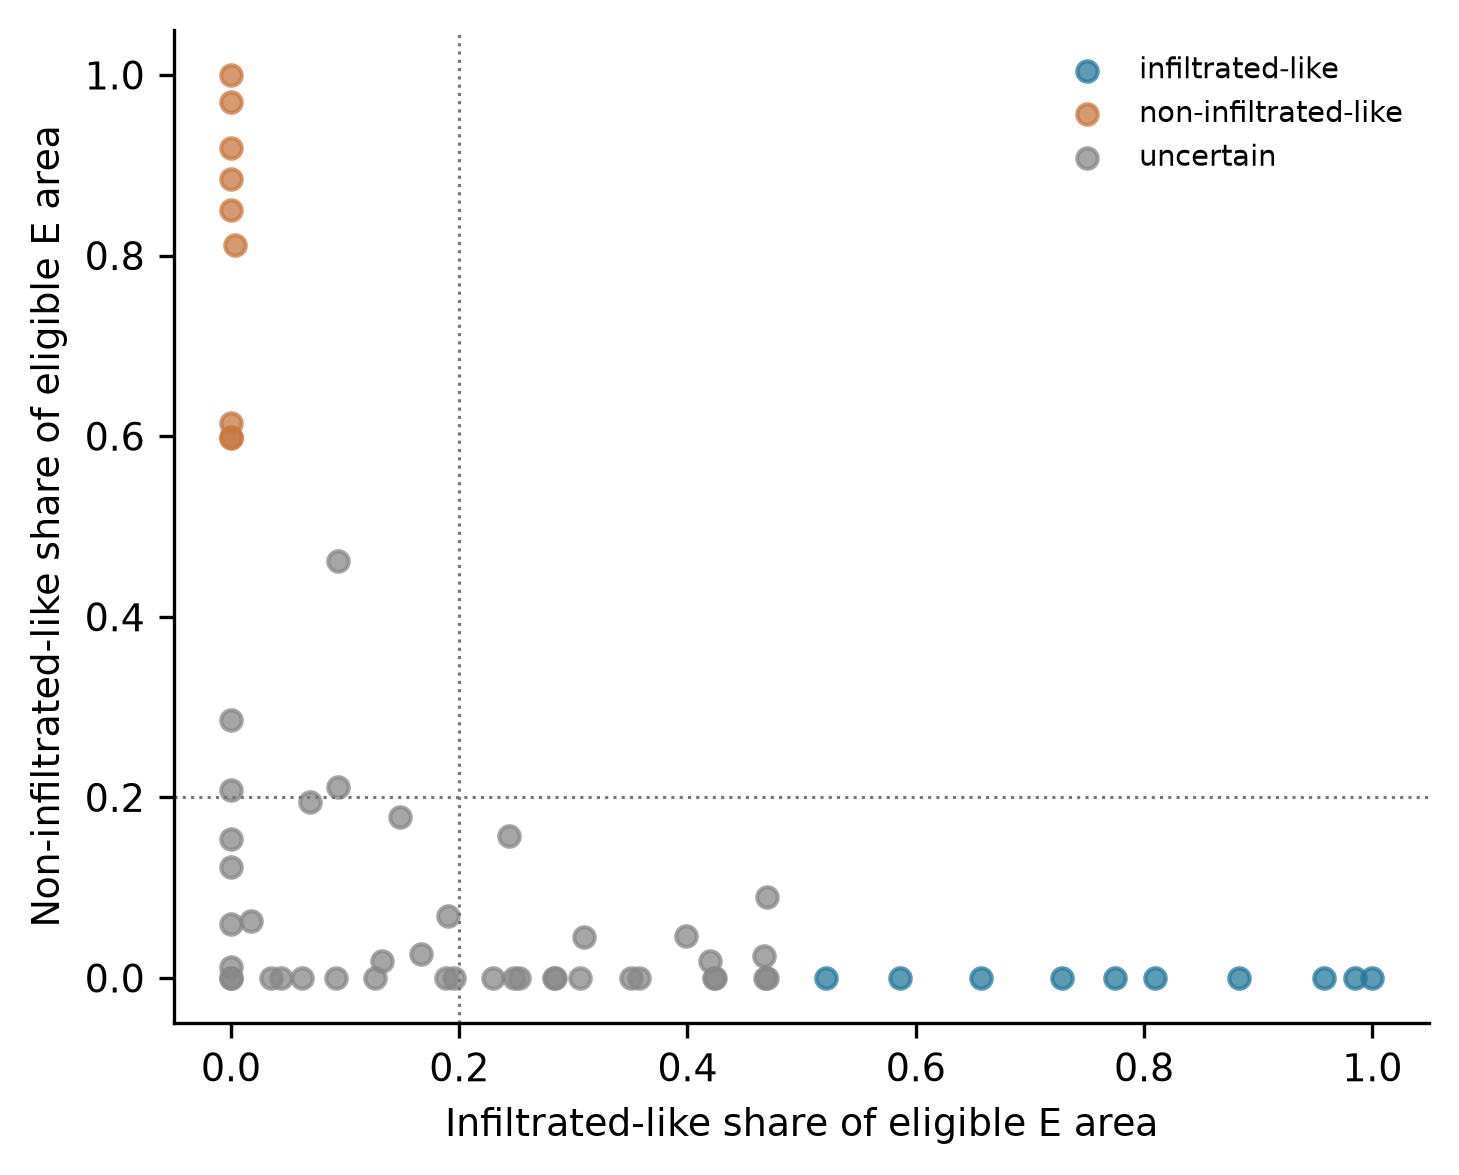 infiltrated-like
non-infiltrated-like
uncertain
Non-infiltrated-like share of eligible E area
1.0
0.8
0.6
0.4
0.2
0.0
0.0 0.2 0.4 0.6 0.8 1.0
Infiltrated-like share of eligible E area